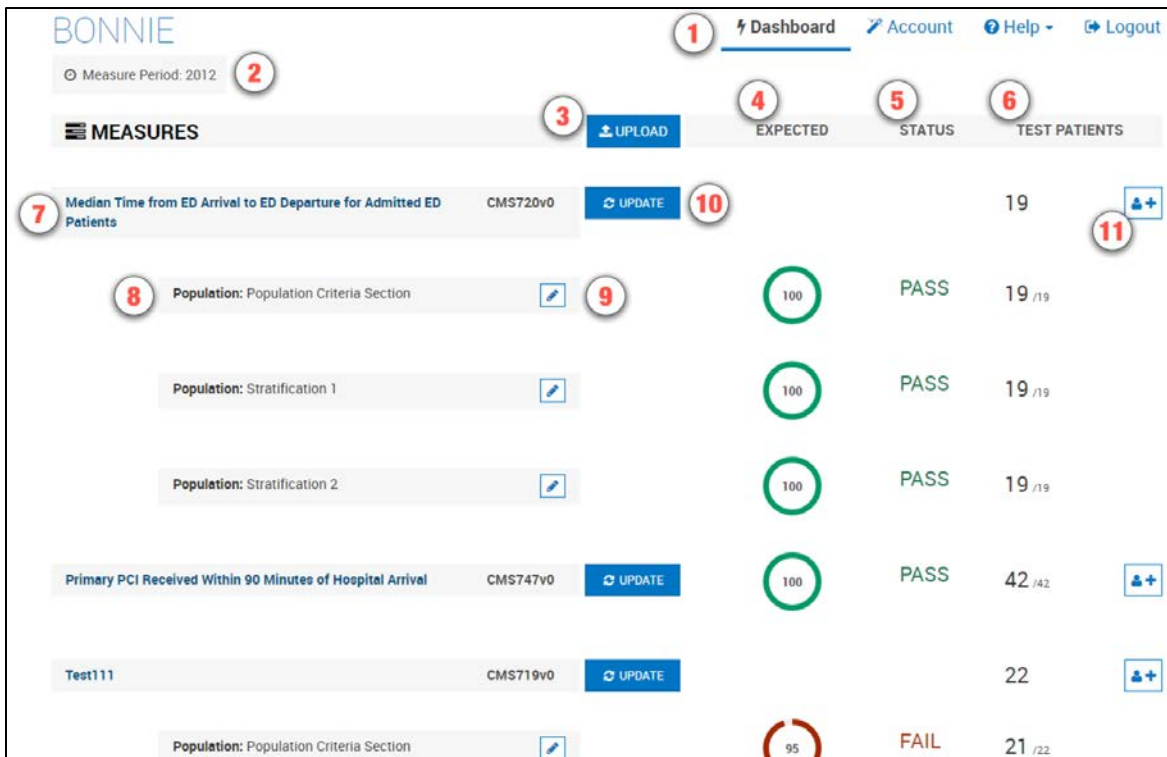 BONNIE
1 Dashboard Account Help Logout
Measure Period: 2012 2
3 4 5 6
MEASURES UPLOAD EXPECTED STATUS TEST PATIENTS
7 Median Time from ED Arrival to ED Departure for Admitted ED CMS720v0 UPDATE 10 19 11
Patients
8 Population: Population Criteria Section 9 100 PASS 19 /19
Population: Stratification 1 100 PASS 19 /19
Population: Stratification 2 100 PASS 19 /19
Primary PCI Received Within 90 Minutes of Hospital Arrival CMS747v0 UPDATE 100 PASS 42 /42
Test111 CMS719v0 UPDATE 22
Population: Population Criteria Section 95 FAIL 21 /22